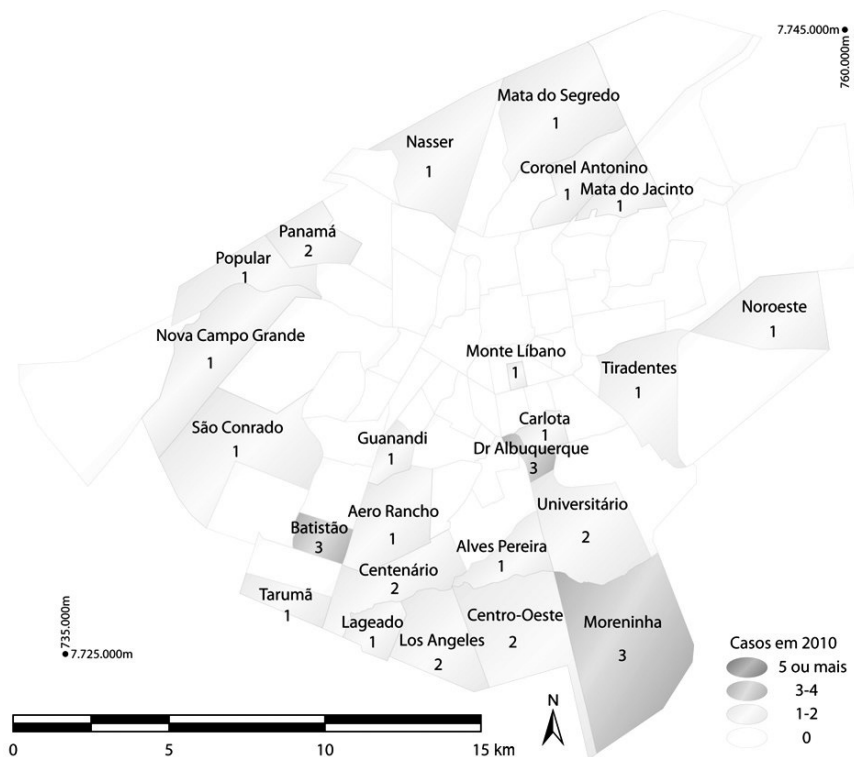 7.745.000m
760.000m
Mata do Segredo
1
Nasser
1
Coronel Antonino
1
Mata do Jacinto
1
Panamá
2
Popular
1
Noroeste
1
Nova Campo Grande
1
Monte Líbano
1
Tiradentes
1
São Conrado
1
Carlota
1
Guanandi
1
Dr Albuquerque
3
Universitário
2
Aero Rancho
1
Batistão
3
Alves Pereira
1
Centenário
2
Tarumã
1
Lageado
1
Los Angeles
2
Centro-Oeste
2
Moreninha
3
735.000m
7.725.000m
Casos em 2010
5 ou mais
3-4
1-2
0
N
0 5 10 15 km